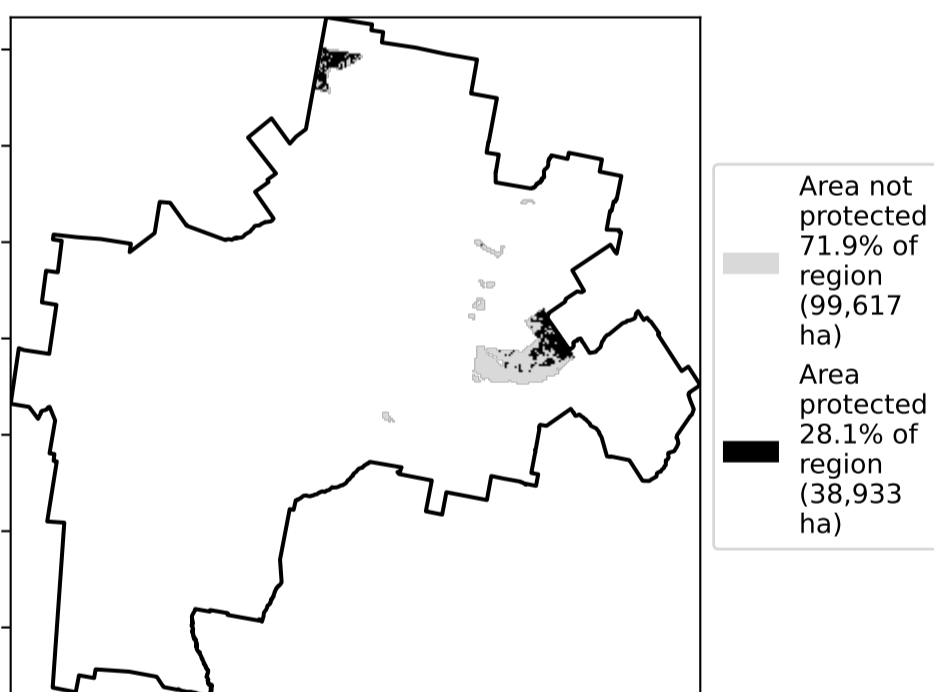 Area not
protected
71.9% of
region
(99,617
ha)
Area
protected
28.1% of
region
(38,933
ha)